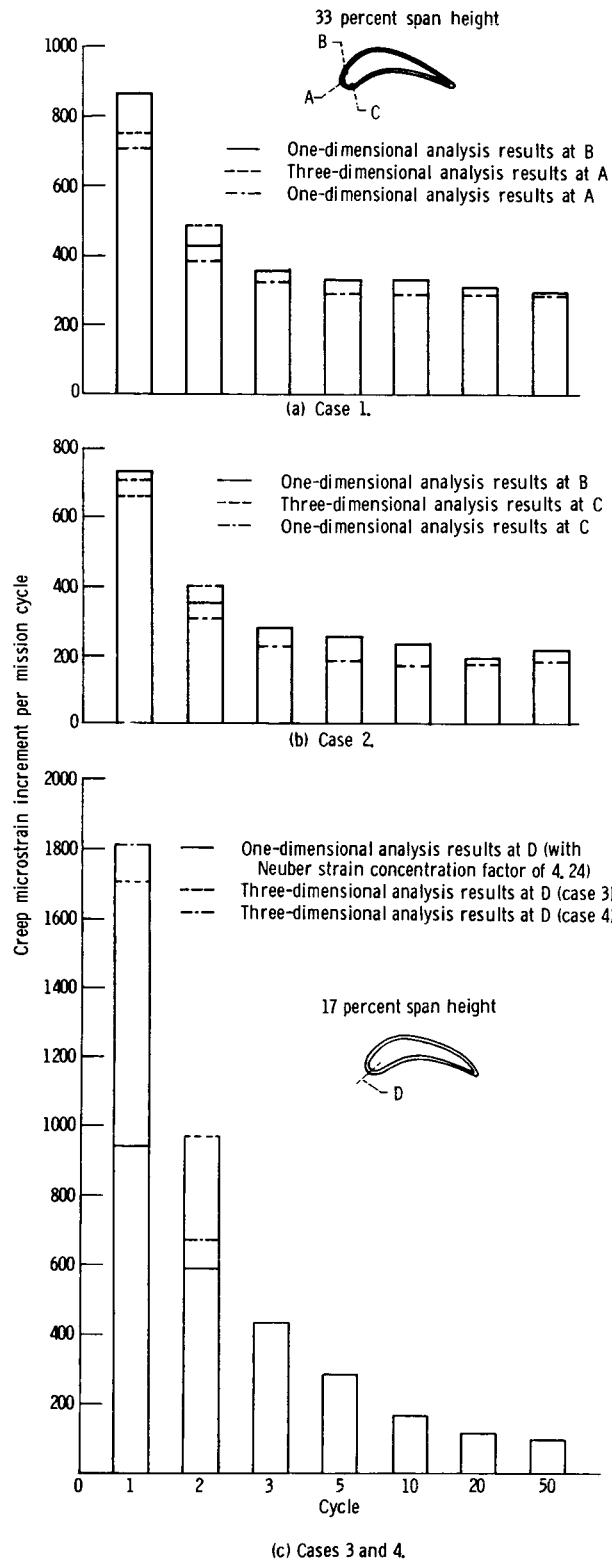 33 percent span height
B
A
C
1000
800
600
400
200
0
One-dimensional analysis results at B
Three-dimensional analysis results at A
One-dimensional analysis results at A
(a) Case 1.
800
600
400
200
0
One-dimensional analysis results at B
Three-dimensional analysis results at C
One-dimensional analysis results at C
(b) Case 2.
Creep microstrain increment per mission cycle
2000
1800
1600
1400
1200
1000
800
600
400
200
One-dimensional analysis results at D (with
Neuber strain concentration factor of 4.24)
Three-dimensional analysis results at D (case 3)
Three-dimensional analysis results at D (case 4)
17 percent span height
D
0 1 2 3 5 10 20 50
Cycle
(c) Cases 3 and 4.